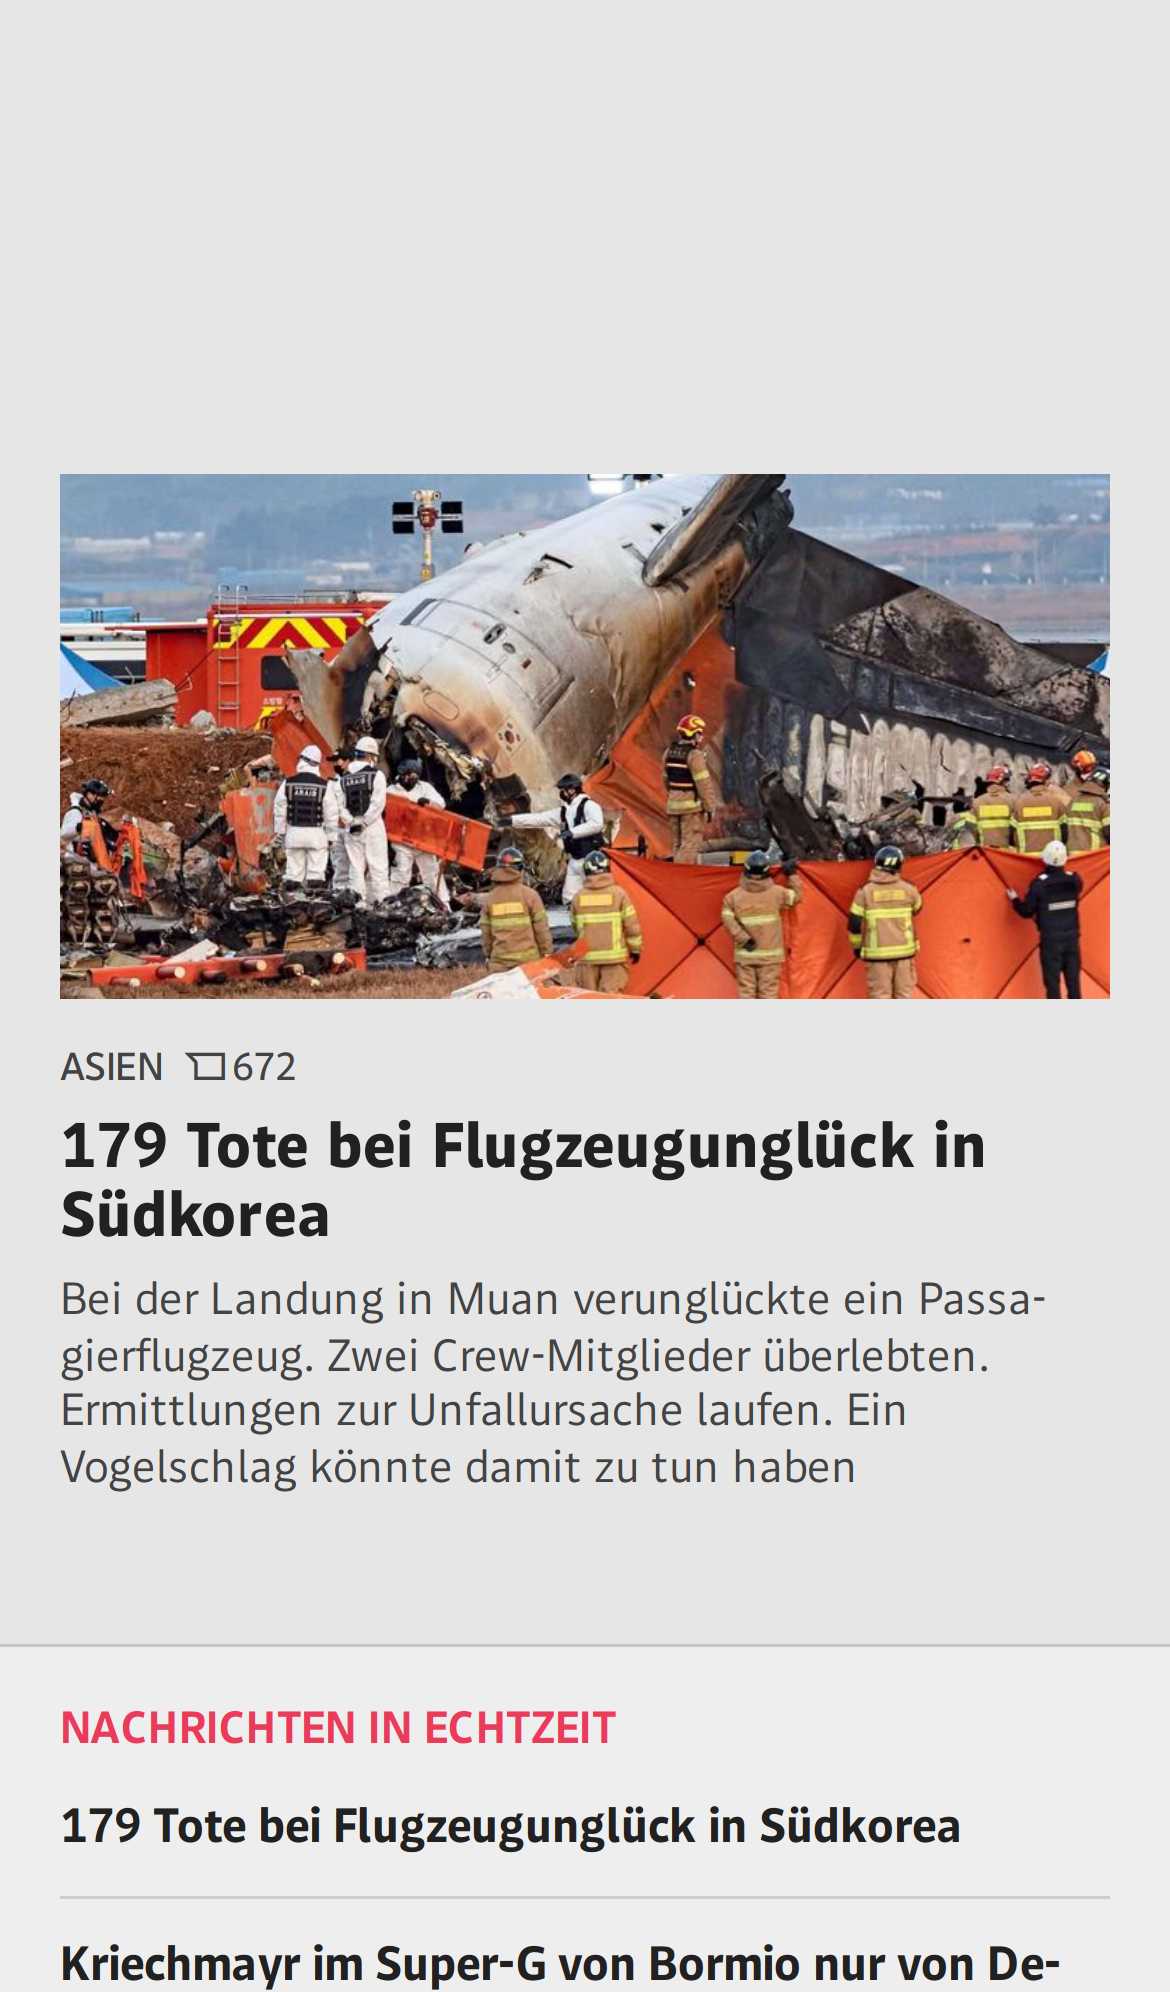 ASIEN 672
179 Tote bei Flugzeugunglück in
Südkorea
Bei der Landung in Muan verunglückte ein Passa-
gierflugzeug. Zwei Crew-Mitglieder überlebten.
Ermittlungen zur Unfallursache laufen. Ein
Vogelschlag könnte damit zu tun haben
NACHRICHTEN IN ECHTZEIT
179 Tote bei Flugzeugunglück in Südkorea
Kriechmayr im Super-G von Bormio nur von De-